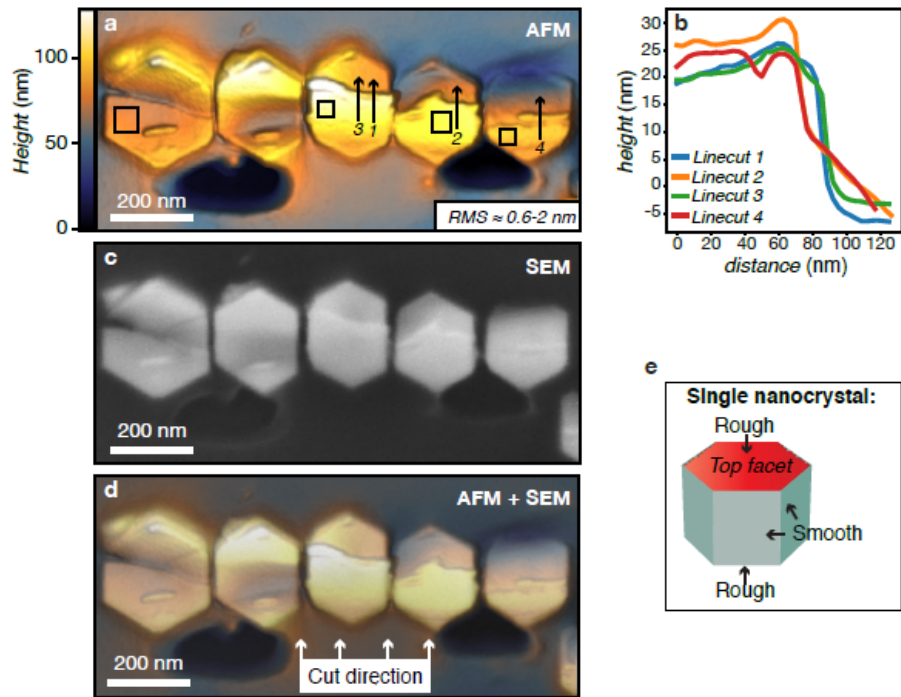 a
AFM
Height (nm)
100
50
0
3
1
2
4
200 nm
RMS ≈ 0.6-2 nm
b
height (nm)
30
25
20
15
10
5
0
-5
Linecut 1
Linecut 2
Linecut 3
Linecut 4
0 20 40 60 80 100 120
distance (nm)
c
SEM
200 nm
d
AFM + SEM
200 nm
Cut direction
e
Single nanocrystal:
Rough
Top facet
Smooth
Rough